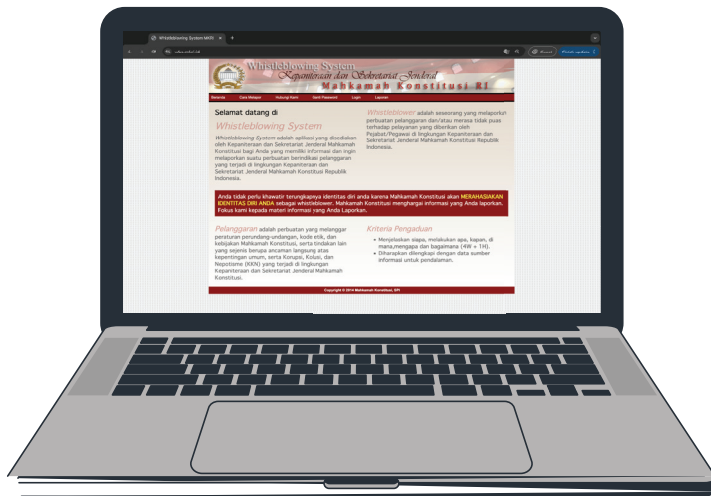 Whistleblowing System MKRI
Whistleblowing System
Kepaniteraan dan Sekretariat Jenderal
Mahkamah Konstitusi RI
Beranda Cara Melapor Hubungi Kami Ganti Password Login Laporan
Selamat datang di
Whistleblowing System
Whistleblowing System adalah aplikasi yang disediakan
oleh Kepaniteraan dan Sekretariat Jenderal Mahkamah
Konstitusi bagi Anda yang memiliki informasi dan ingin
melaporkan suatu perbuatan berindikasi pelanggaran
yang terjadi di lingkungan Mahkamah Konstitusi Republik
Indonesia.
Whistleblower adalah seseorang yang melaporkan
perbuatan pelanggaran dan/atau merasa tidak puas
terhadap pelayanan yang diberikan oleh
Pejabat/Pegawai di lingkungan Kepaniteraan dan
Sekretariat Jenderal Mahkamah Konstitusi Republik
Indonesia.
Anda tidak perlu khawatir terungkapnya identitas diri anda karena Mahkamah Konstitusi akan MERAHASIAKAN
IDENTITAS DIRI ANDA sebagai whistleblower. Mahkamah Konstitusi menghargai informasi yang Anda laporkan.
Fokus kami kepada materi informasi yang Anda Laporkan.
Pelanggaran adalah perbuatan yang melanggar
peraturan perundang-undangan, kode etik, dan
kebijakan Mahkamah Konstitusi, serta tindakan lain
yang sejenis berupa ancaman langsung atas
kepentingan umum, serta Korupsi, Kolusi, dan
Nepotisme (KKN) yang terjadi di lingkungan
Kepaniteraan dan Sekretariat Jenderal Mahkamah
Konstitusi.
Kriteria Pengaduan
• Menjelaskan siapa, melakukan apa, kapan, di
mana,mengapa dan bagaimana (4W + 1H).
• Diharapkan dilengkapi dengan data sumber
informasi untuk pendalaman.
Copyright © 2014 Mahkamah Konstitusi, RPI